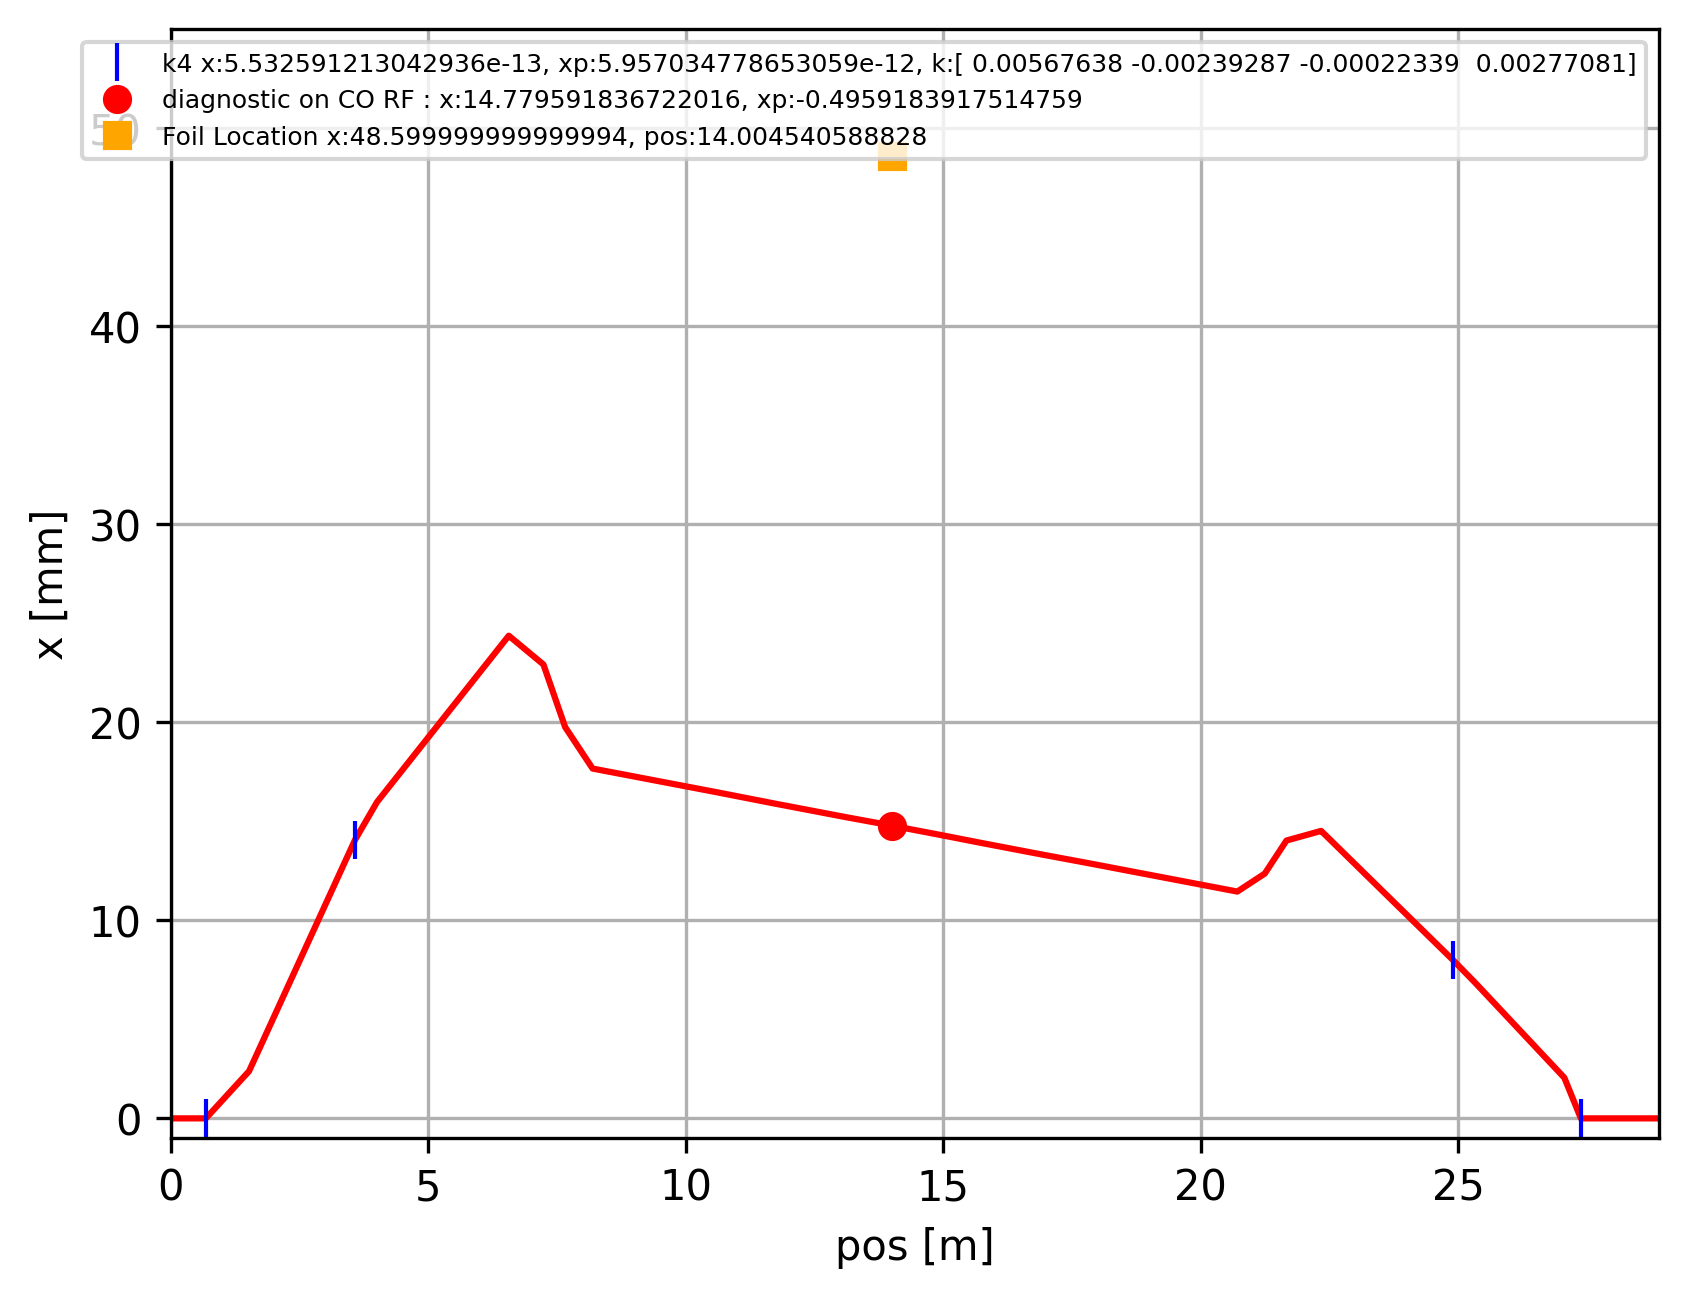 k4 x:5.532591213042936e-13, xp:5.957034778653059e-12, k:[ 0.00567638 -0.00239287 -0.00022339  0.00277081]
diagnostic on CO RF : x:14.779591836722016, xp:-0.4959183917514759
Foil Location x:48.599999999999994, pos:14.004540588828
50
40
30
20
10
0
x [mm]
0 5 10 15 20 25
pos [m]